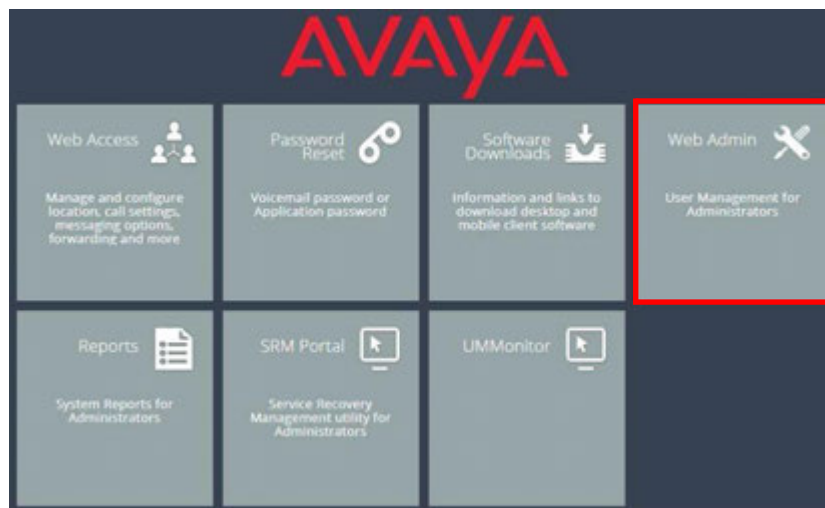 AVAYA
Web Access
Manage and configure
location, call settings,
messaging options,
forwarding and more
Password
Reset
Voicemail password or
Application password
Software
Downloads
Information and links to
download desktop and
mobile client software
Web Admin
User Management for
Administrators
Reports
System Reports for
Administrators
SRM Portal
Service Recovery
Management utility for
Administrators
UMMonitor